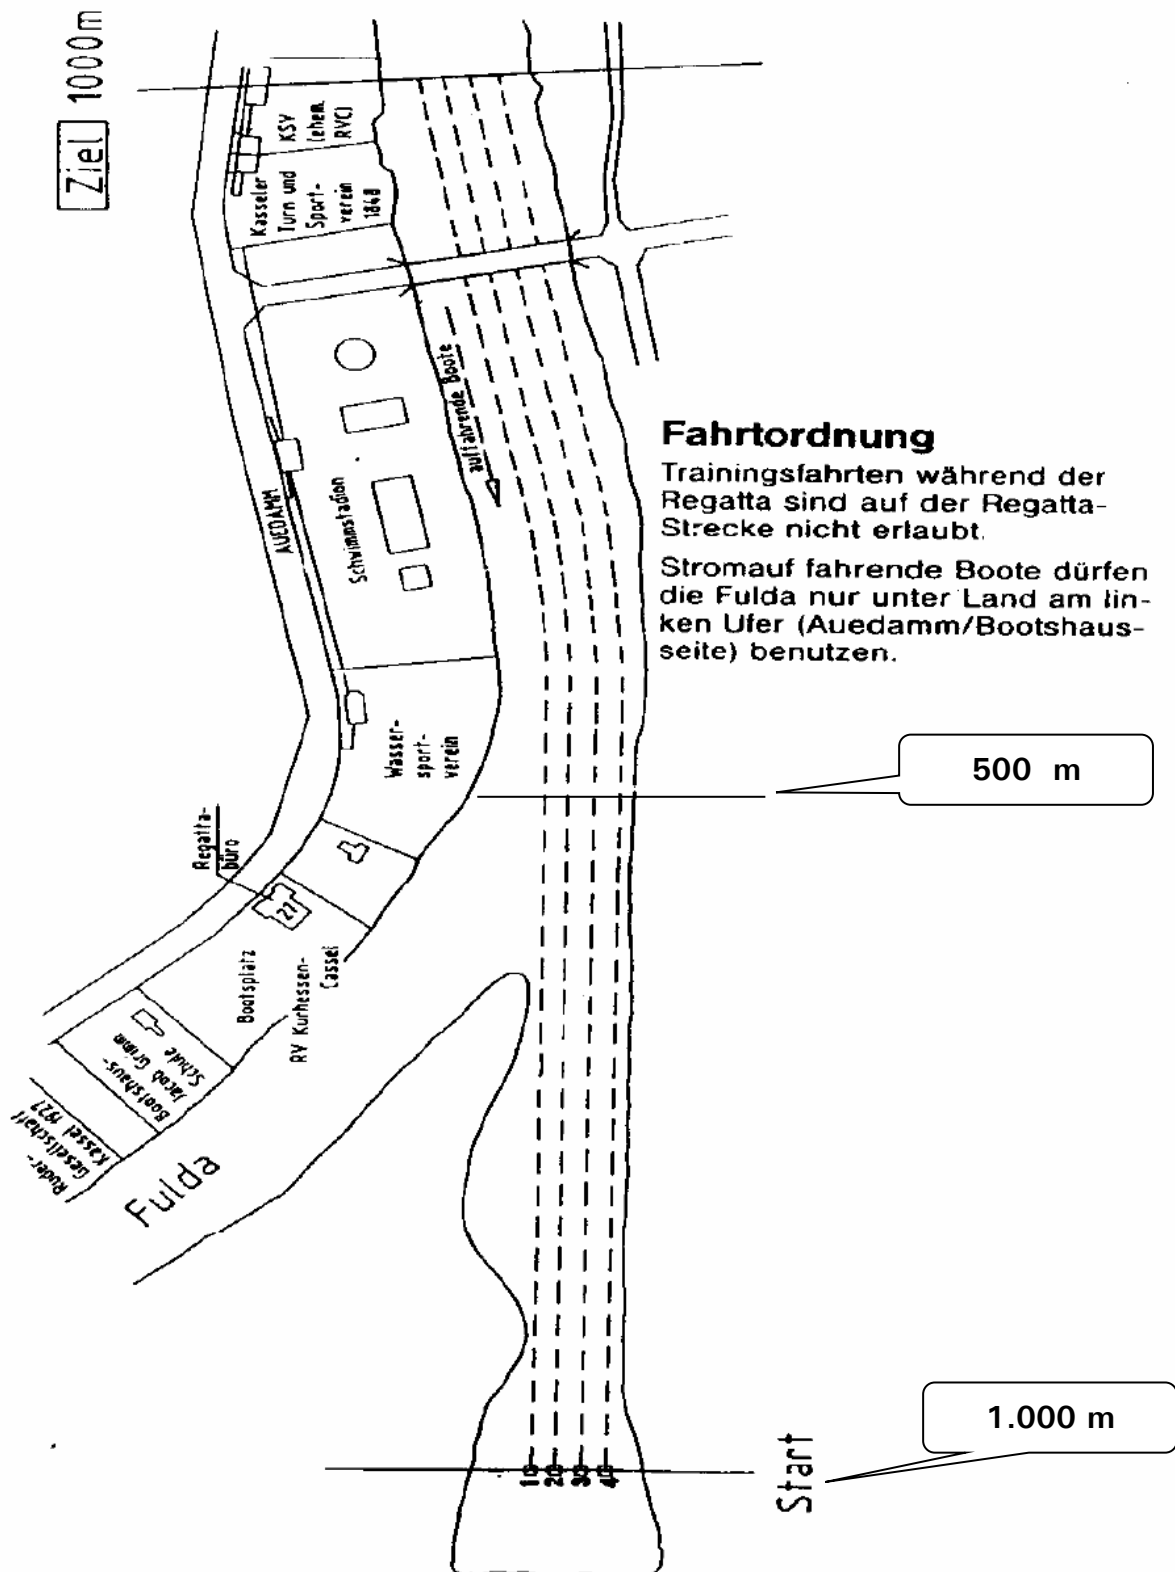 Ziel 1000m
KSV
(ehem.
RVC)
Kasseler
Turn und
Sport-
verein
1848
auffahrende Boote
AUEDAMM
Schwimmstadion
Fahrtordnung
Trainingsfahrten während der
Regatta sind auf der Regatta-
Strecke nicht erlaubt.
Stromauf fahrende Boote dürfen
die Fulda nur unter Land am lin-
ken Ufer (Auedamm/Bootshaus-
seite) benutzen.
Wasser-
sport-
verein
500 m
Regatta-
büro
21
Bootsplatz
RV Kurhessen-
Cassel
Bootshaus-
Jacob Grimm
Schule
Ruder-
Gesellschaft
Kassel 1927
Fulda
1.000 m
Start
1
2
3
4